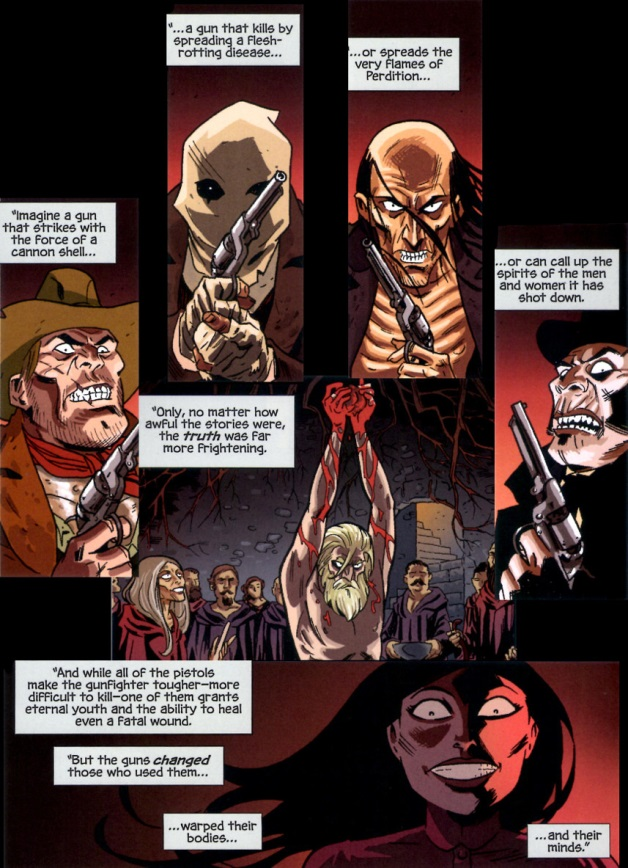 "Imagine a gun
that strikes with
the force of a
cannon shell...
"...a gun that kills by
spreading a flesh-
rotting disease...
"...or spreads the
very flames of
Perdition...
...or can call up the
spirits of the men
and women it has
shot down.
"Only, no matter how
awful the stories were,
the truth was far
more frightening.
"And while all of the pistols
make the gunfighter tougher—more
difficult to kill—one of them grants
eternal youth and the ability to heal
even a fatal wound.
"But the guns changed
those who used them...
...warped their
bodies...
...and their
minds."